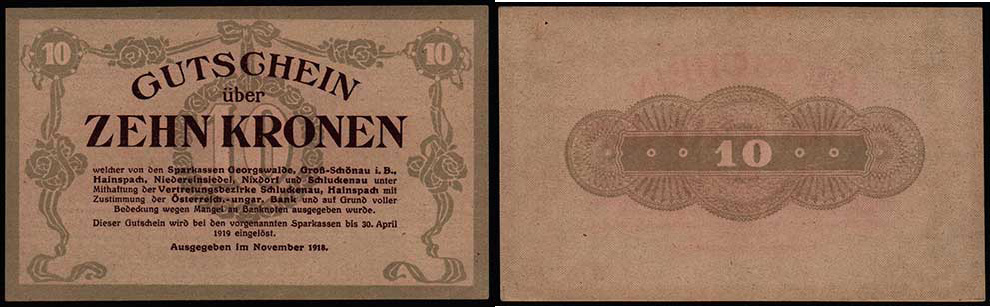 10 10
GUTSCHEIN
über
ZEHN KRONEN
welcher von den Sparkassen Georgswalde, Groß-Schönau i. B.,
Hainspach, Niedereinsiedel, Nixdorf und Schluckenau unter
Mithaftung der Vertretungsbezirke Schluckenau, Hainspach mit
Zustimmung der Österreich.-ungar. Bank und auf Grund voller
Bedeckung wegen Mangel an Banknoten ausgegeben wurde.
Dieser Gutschein wird bei den vorgenannten Sparkassen bis 30. April
1919 eingelöst.
Ausgegeben im November 1918.
10
10